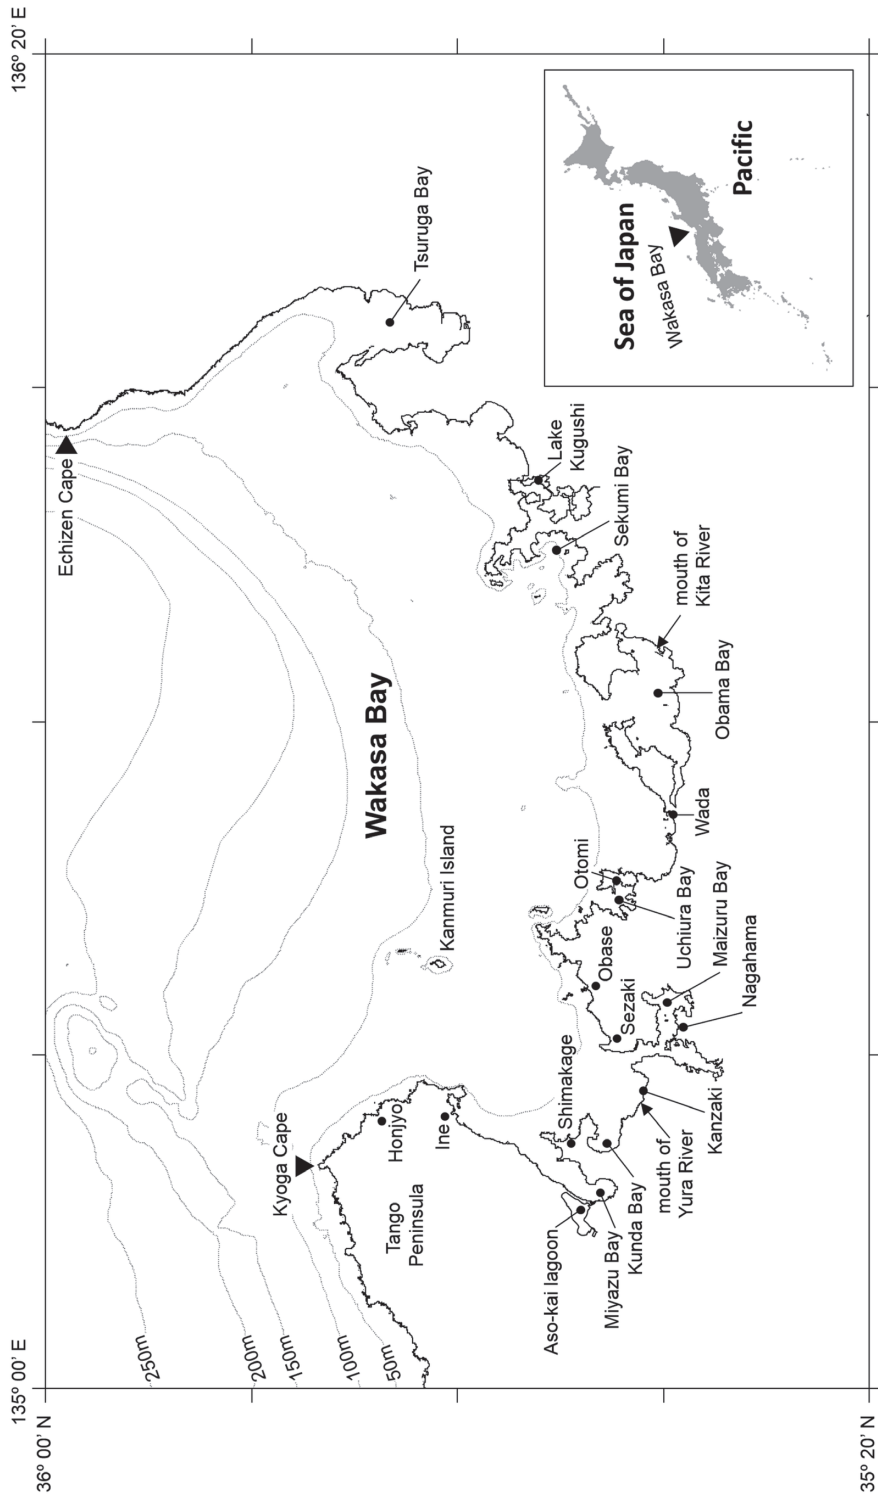 135° 00' E
136° 20' E
36° 00' N
35° 20' N
250m
200m
150m
100m
50m
Echizen Cape
Kyoga Cape
Wakasa Bay
Tsuruga Bay
Honjyo
Tango
Peninsula
Ine
Kanmuri Island
Lake
Kugushi
Sekumi Bay
Aso-kai lagoon
Shimakage
Obase
Otomi
Sezaki
Miyazu Bay
Kunda Bay
mouth of
Yura River
Kanzaki
Uchiura Bay
Maizuru Bay
Nagahama
Wada
Obama Bay
mouth of
Kita River
Sea of Japan
Wakasa Bay
Pacific